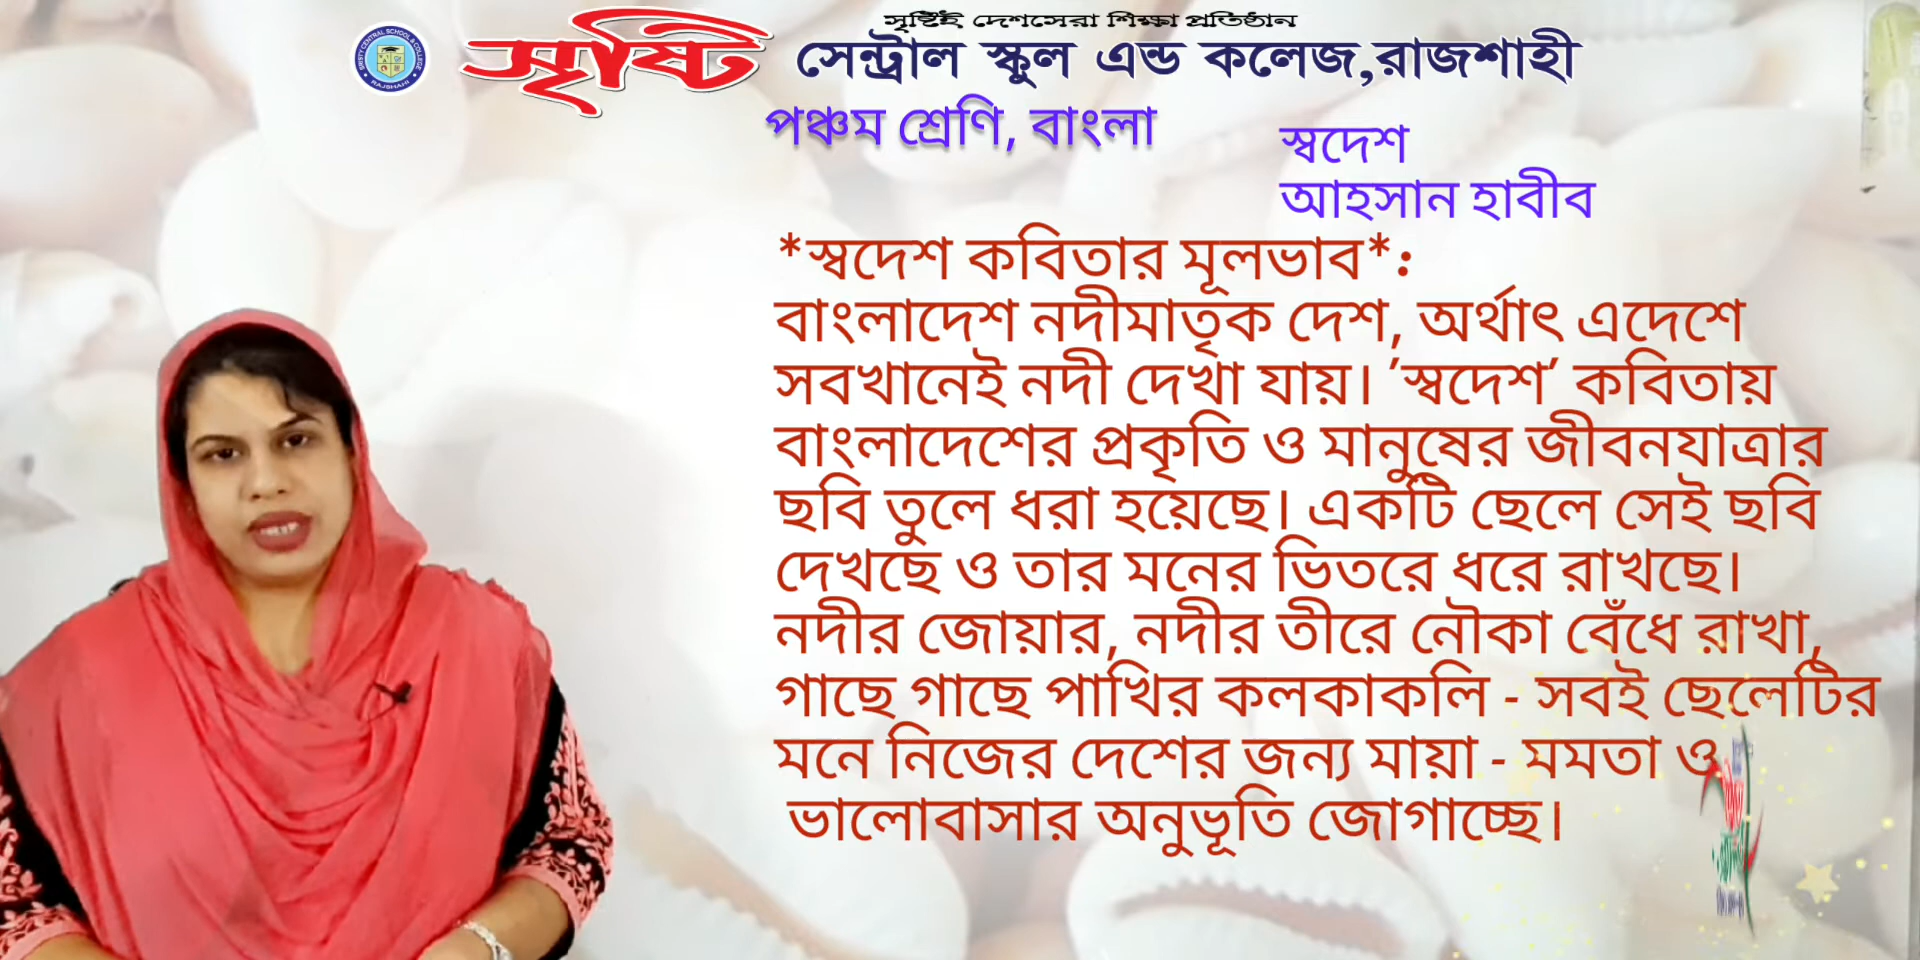 সৃষ্টিই দেশসেরা শিক্ষা প্রতিষ্ঠান
সৃষ্টি সেন্ট্রাল স্কুল এন্ড কলেজ,রাজশাহী
পঞ্চম শ্রেণি, বাংলা
স্বদেশ
আহসান হাবীব
*স্বদেশ কবিতার মূলভাব*:
বাংলাদেশ নদীমাতৃক দেশ, অর্থাৎ এদেশে
সবখানেই নদী দেখা যায়। ‘স্বদেশ’ কবিতায়
বাংলাদেশের প্রকৃতি ও মানুষের জীবনযাত্রার
ছবি তুলে ধরা হয়েছে। একটি ছেলে সেই ছবি
দেখছে ও তার মনের ভিতরে ধরে রাখছে।
নদীর জোয়ার, নদীর তীরে নৌকা বেঁধে রাখা,
গাছে গাছে পাখির কলকাকলি - সবই ছেলেটির
মনে নিজের দেশের জন্য মায়া - মমতা ও
ভালোবাসার অনুভূতি জোগাচ্ছে।